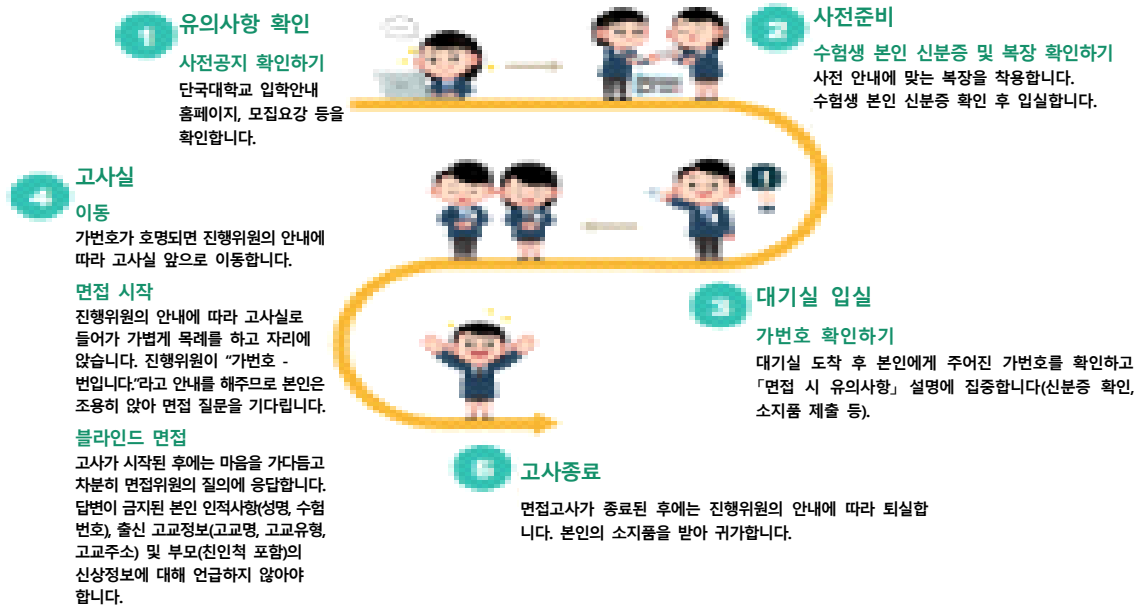 1
유의사항 확인
사전공지 확인하기
단국대학교 입학안내
홈페이지, 모집요강 등을
확인합니다.
2
사전준비
수험생 본인 신분증 및 복장 확인하기
사전 안내에 맞는 복장을 착용합니다.
수험생 본인 신분증 확인 후 입실합니다.
3
대기실 입실
가번호 확인하기
대기실 도착 후 본인에게 주어진 가번호를 확인하고
「면접 시 유의사항」 설명에 집중합니다(신분증 확인,
소지품 제출 등).
4
고사실
이동
가번호가 호명되면 진행위원의 안내에
따라 고사실 앞으로 이동합니다.
면접 시작
진행위원의 안내에 따라 고사실로
들어가 가볍게 목례를 하고 자리에
앉습니다. 진행위원이 “가번호 -
번입니다.”라고 안내를 해주므로 본인은
조용히 앉아 면접 질문을 기다립니다.
블라인드 면접
고사가 시작된 후에는 마음을 가다듬고
차분히 면접위원의 질의에 응답합니다.
답변이 금지된 본인 인적사항(성명, 수험
번호), 출신 고교정보(고교명, 고교유형,
고교주소) 및 부모(친인척 포함)의
신상정보에 대해 언급하지 않아야
합니다.
5
고사종료
면접고사가 종료된 후에는 진행위원의 안내에 따라 퇴실합
니다. 본인의 소지품을 받아 귀가합니다.